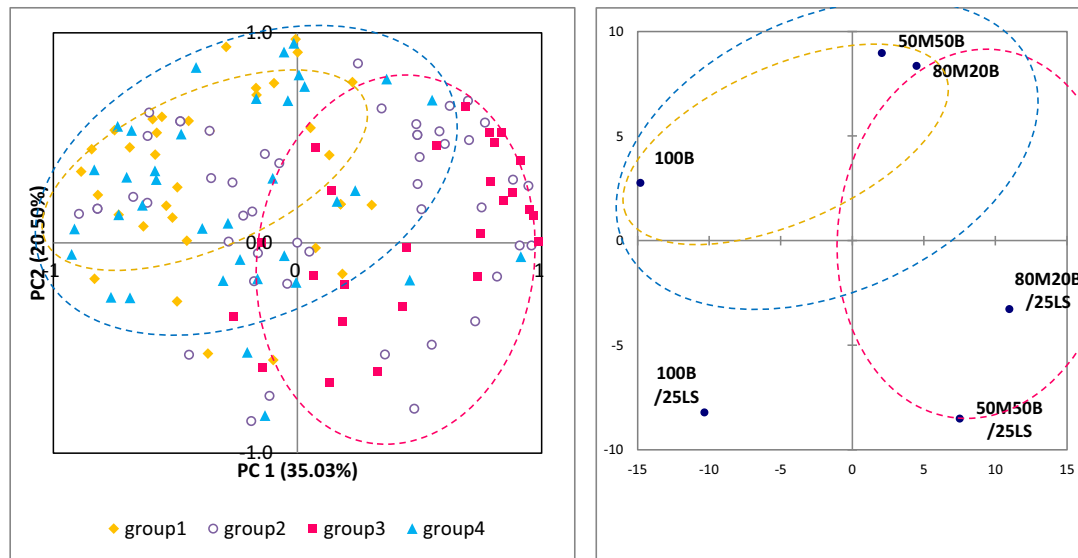 1.0
PC2 (20.50%)
0.0
-1
0
1
-1.0
PC 1 (35.03%)
group1
group2
group3
group4
10
50M50B
80M20B
5
100B
0
80M20B
/25LS
-5
100B
/25LS
50M50B
/25LS
-10
-15
-10
-5
0
5
10
15